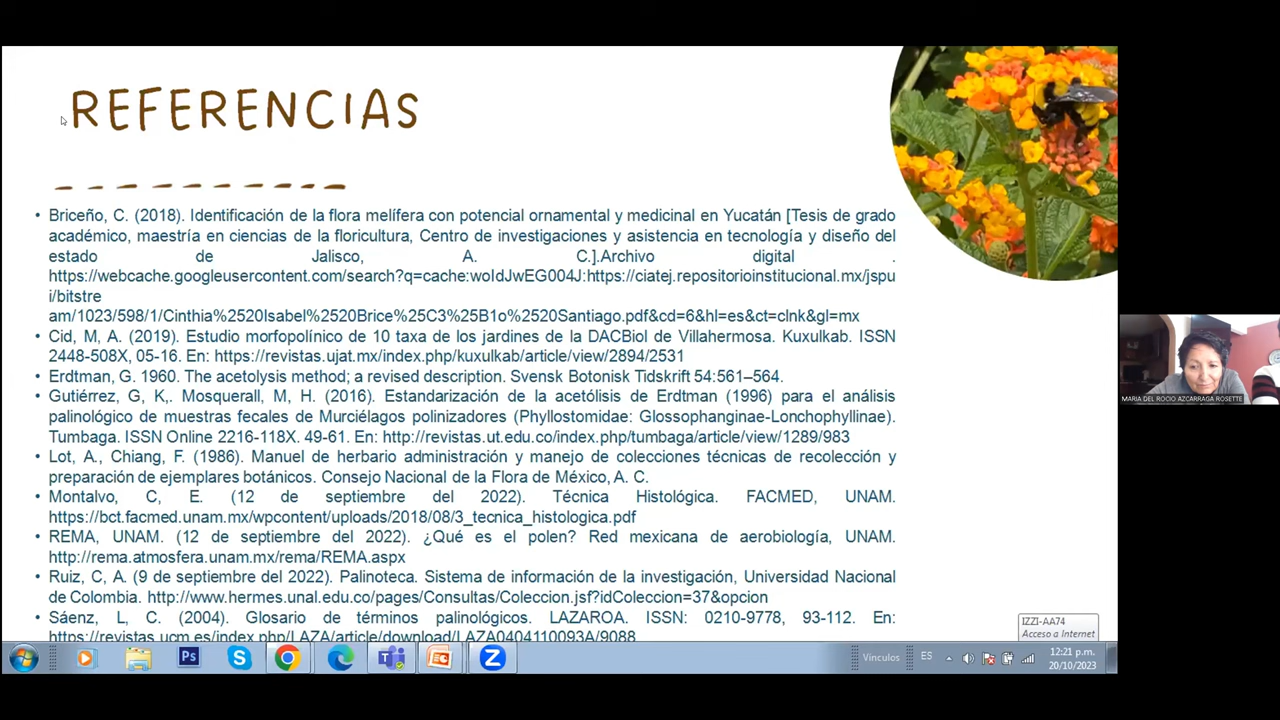 REFERENCIAS
• Briceño, C. (2018). Identificación de la flora melífera con potencial ornamental y medicinal en Yucatán [Tesis de grado
académico, maestría en ciencias de la floricultura, Centro de investigaciones y asistencia en tecnología y diseño del
estado de Jalisco, A. C.].Archivo digital .
https://webcache.googleusercontent.com/search?q=cache:woIdJwEG004J:https://ciatej.repositorioinstitucional.mx/jspu
i/bitstre
am/1023/598/1/Cinthia%2520Isabel%2520Brice%25C3%25B1o%2520Santiago.pdf&cd=6&hl=es&ct=clnk&gl=mx
• Cid, M, A. (2019). Estudio morfopolínico de 10 taxa de los jardines de la DACBiol de Villahermosa. Kuxulkab. ISSN
2448-508X, 05-16. En: https://revistas.ujat.mx/index.php/kuxulkab/article/view/2894/2531
• Erdtman, G. 1960. The acetolysis method; a revised description. Svensk Botonisk Tidskrift 54:561–564.
• Gutiérrez, G, K,. Mosquerall, M, H. (2016). Estandarización de la acetólisis de Erdtman (1996) para el análisis
palinológico de muestras fecales de Murciélagos polinizadores (Phyllostomidae: Glossophanginae-Lonchophyllinae).
Tumbaga. ISSN Online 2216-118X. 49-61. En: http://revistas.ut.edu.co/index.php/tumbaga/article/view/1289/983
• Lot, A., Chiang, F. (1986). Manuel de herbario administración y manejo de colecciones técnicas de recolección y
preparación de ejemplares botánicos. Consejo Nacional de la Flora de México, A. C.
• Montalvo, C, E. (12 de septiembre del 2022). Técnica Histológica. FACMED, UNAM.
https://bct.facmed.unam.mx/wpcontent/uploads/2018/08/3_tecnica_histologica.pdf
• REMA, UNAM. (12 de septiembre del 2022). ¿Qué es el polen? Red mexicana de aerobiología, UNAM.
http://rema.atmosfera.unam.mx/rema/REMA.aspx
• Ruiz, C, A. (9 de septiembre del 2022). Palinoteca. Sistema de información de la investigación, Universidad Nacional
de Colombia. http://www.hermes.unal.edu.co/pages/Consultas/Coleccion.jsf?idColeccion=37&opcion
• Sáenz, L, C. (2004). Glosario de términos palinológicos. LAZAROA. ISSN: 0210-9778, 93-112. En:
https://revistas.ucm.es/index.php/LAZA/article/download/LAZA0404110093A/9088
MARIA DEL ROCIO AZCARRAGA ROSETTE
IZZI-AA74
Acceso a Internet
Vínculos
ES
12:21 p.m.
20/10/2023